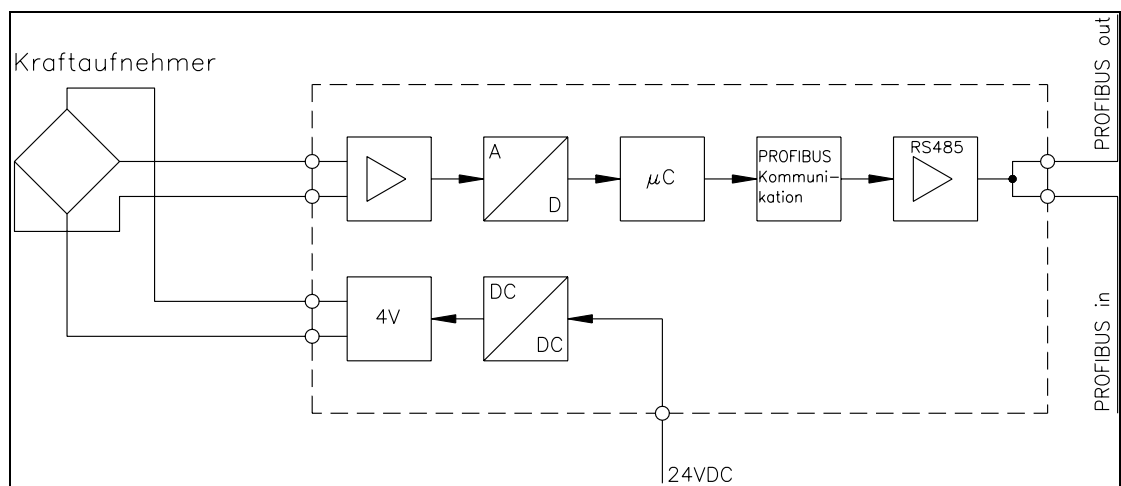 Kraftaufnehmer
PROFIBUS out
A
D
µC
PROFIBUS
Kommuni-
kation
RS485
4V
DC
DC
PROFIBUS in
24VDC